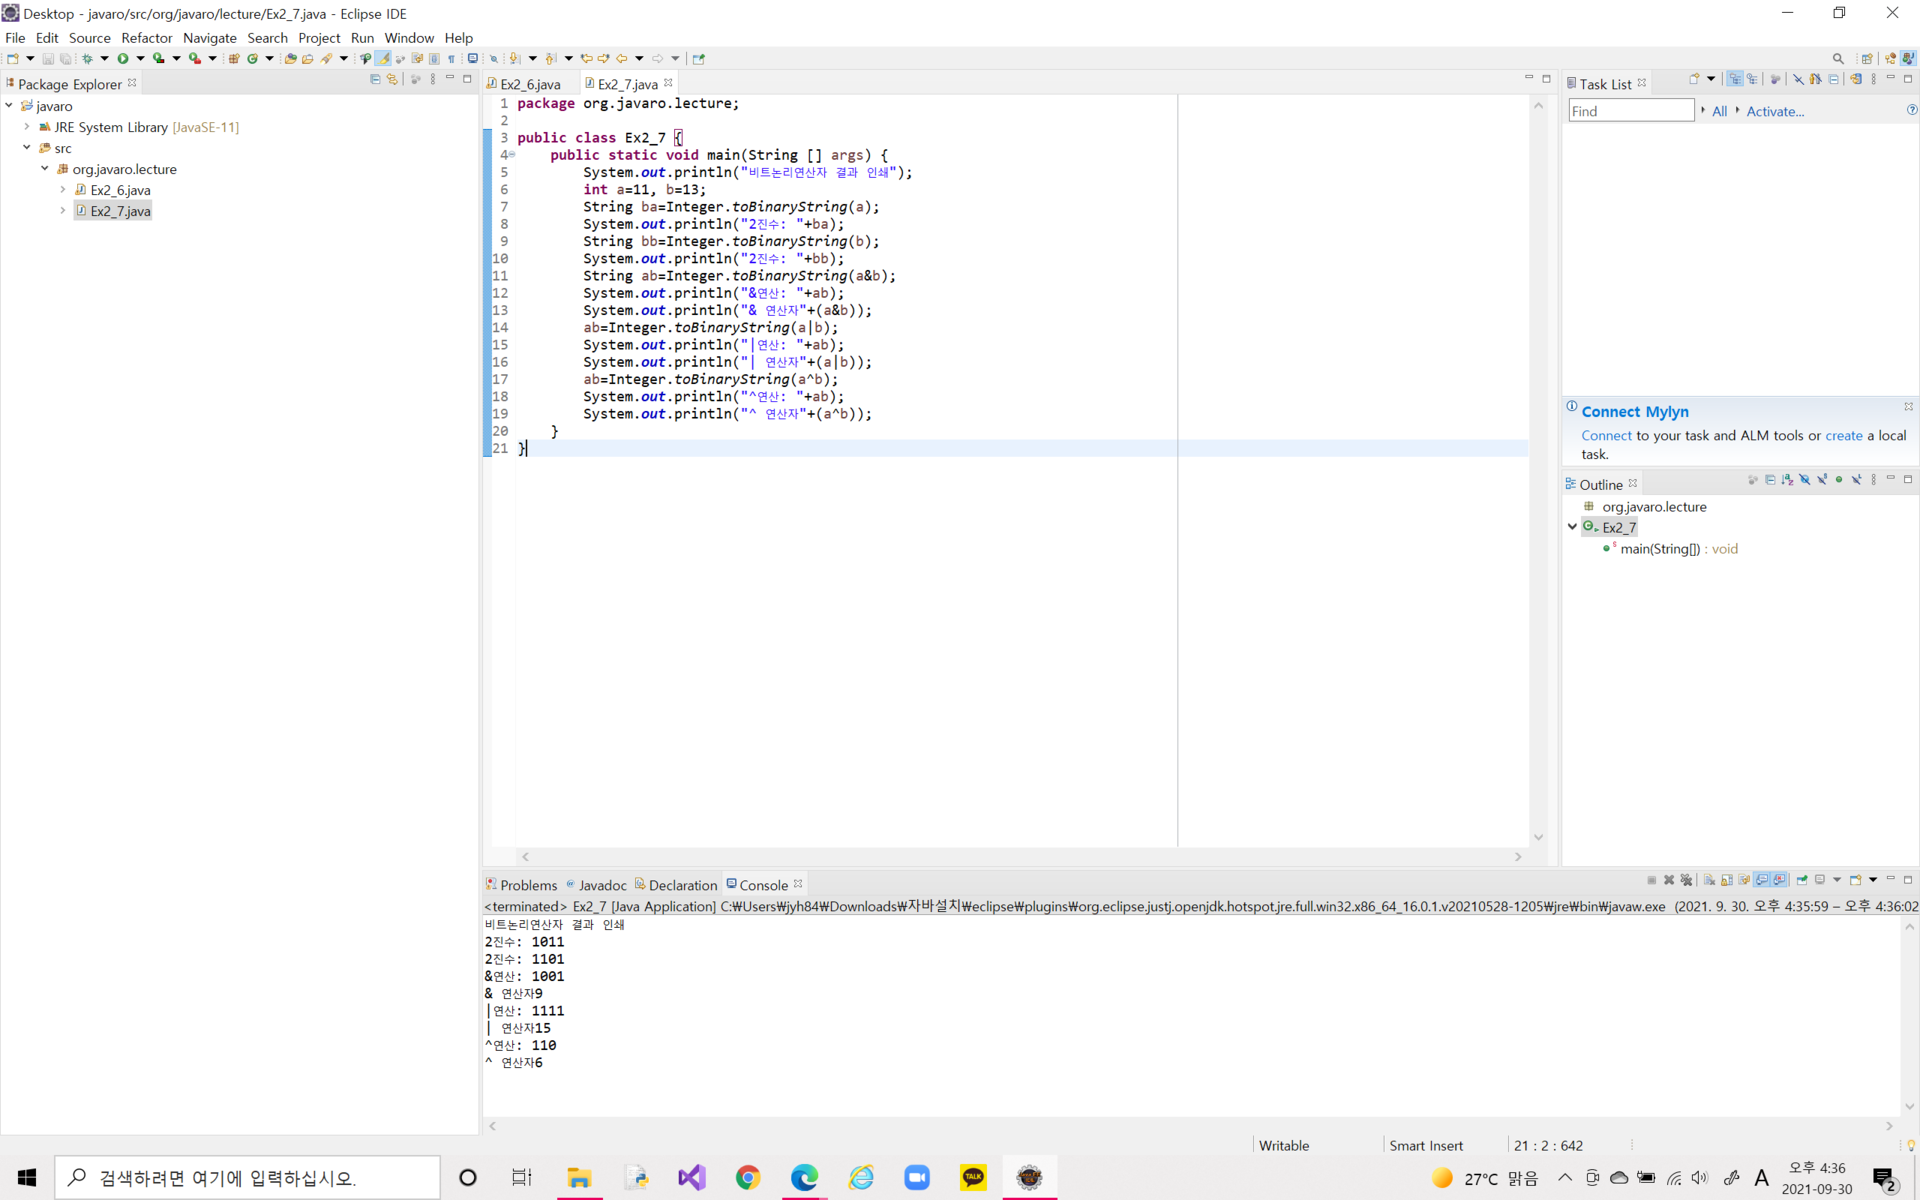 Desktop - javaro/src/org/javaro/lecture/Ex2_7.java - Eclipse IDE
File Edit Source Refactor Navigate Search Project Run Window Help
Package Explorer
javaro
JRE System Library [JavaSE-11]
src
org.javaro.lecture
Ex2_6.java
Ex2_7.java
Ex2_6.java Ex2_7.java
1 package org.javaro.lecture;
2
3 public class Ex2_7 {
4 public static void main(String [] args) {
5 System.out.println("비트논리연산자 결과 인쇄");
6 int a=11, b=13;
7 String ba=Integer.toBinaryString(a);
8 System.out.println("2진수: "+ba);
9 String bb=Integer.toBinaryString(b);
10 System.out.println("2진수: "+bb);
11 String ab=Integer.toBinaryString(a&b);
12 System.out.println("&연산: "+ab);
13 System.out.println("& 연산자"+(a&b));
14 ab=Integer.toBinaryString(a|b);
15 System.out.println("|연산: "+ab);
16 System.out.println("| 연산자"+(a|b));
17 ab=Integer.toBinaryString(a^b);
18 System.out.println("^연산: "+ab);
19 System.out.println("^ 연산자"+(a^b));
20 }
21 }
Task List
Find All Activate...
Connect Mylyn
Connect to your task and ALM tools or create a local
task.
Outline
org.javaro.lecture
Ex2_7
main(String[]) : void
Problems Javadoc Declaration Console
<terminated> Ex2_7 [Java Application] C:₩Users₩jyh84₩Downloads₩자바설치₩eclipse₩plugins₩org.eclipse.justj.openjdk.hotspot.jre.full.win32.x86_64_16.0.1.v20210528-1205₩jre₩bin₩javaw.exe (2021. 9. 30. 오후 4:35:59 – 오후 4:36:02
비트논리연산자 결과 인쇄
2진수: 1011
2진수: 1101
&연산: 1001
& 연산자9
|연산: 1111
| 연산자15
^연산: 110
^ 연산자6
Writable Smart Insert 21 : 2 : 642
검색하려면 여기에 입력하십시오.
TALK
27°C 맑음
A
오후 4:36
2021-09-30
2